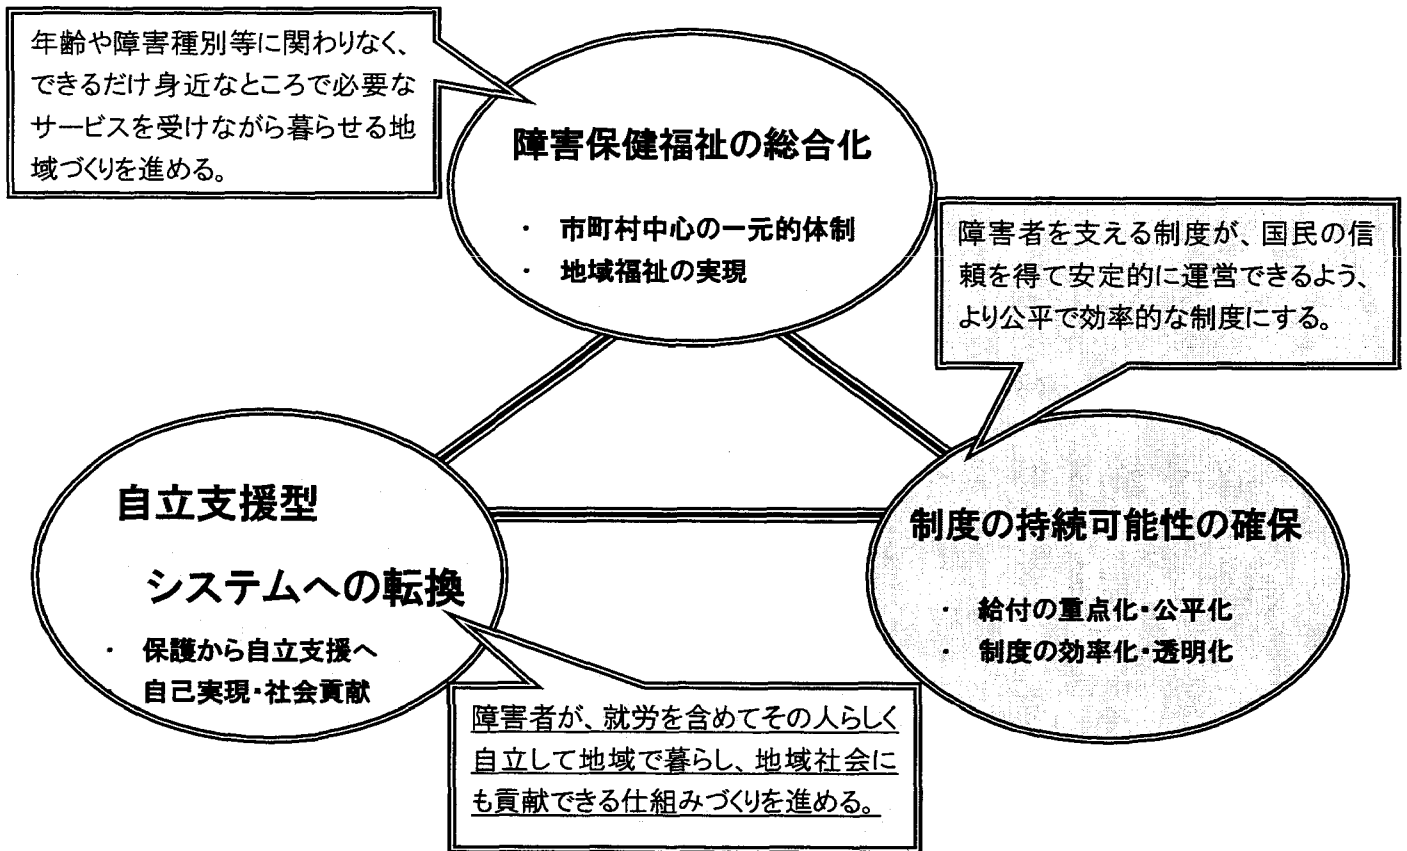 年齢や障害種別等に関わりなく、
できるだけ身近なところで必要な
サービスを受けながら暮らせる地
域づくりを進める。
障害保健福祉の総合化
・ 市町村中心の一元的体制
・ 地域福祉の実現
障害者を支える制度が、国民の信
頼を得て安定的に運営できるよう、
より公平で効率的な制度にする。
自立支援型
システムへの転換
・ 保護から自立支援へ
自己実現・社会貢献
制度の持続可能性の確保
・ 給付の重点化・公平化
・ 制度の効率化・透明化
障害者が、就労を含めてその人らしく
自立して地域で暮らし、地域社会に
も貢献できる仕組みづくりを進める。